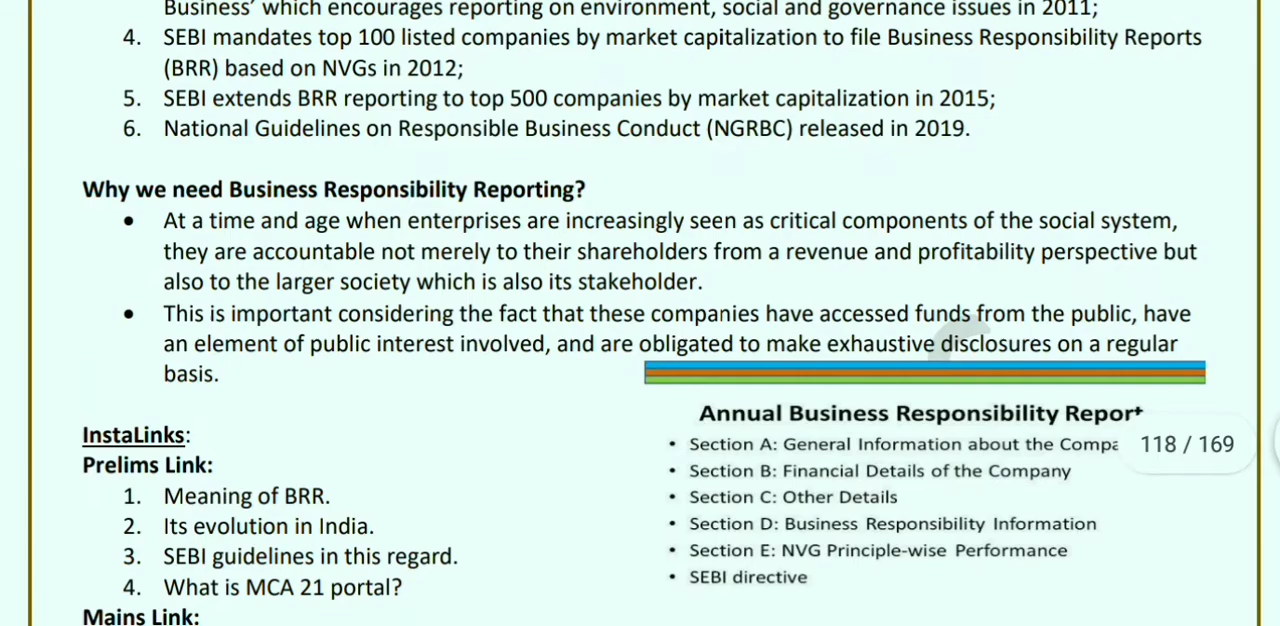 Business' which encourages reporting on environment, social and governance issues in 2011;
4. SEBI mandates top 100 listed companies by market capitalization to file Business Responsibility Reports
(BRR) based on NVGs in 2012;
5. SEBI extends BRR reporting to top 500 companies by market capitalization in 2015;
6. National Guidelines on Responsible Business Conduct (NGRBC) released in 2019.
Why we need Business Responsibility Reporting?
• At a time and age when enterprises are increasingly seen as critical components of the social system,
they are accountable not merely to their shareholders from a revenue and profitability perspective but
also to the larger society which is also its stakeholder.
• This is important considering the fact that these companies have accessed funds from the public, have
an element of public interest involved, and are obligated to make exhaustive disclosures on a regular
basis.
InstaLinks:
Prelims Link:
1. Meaning of BRR.
2. Its evolution in India.
3. SEBI guidelines in this regard.
4. What is MCA 21 portal?
Mains Link:
Annual Business Responsibility Report
• Section A: General Information about the
118 / 169
• Section B: Financial Details of the Company
• Section C: Other Details
• Section D: Business Responsibility Information
• Section E: NVG Principle-wise Performance
• SEBI directive